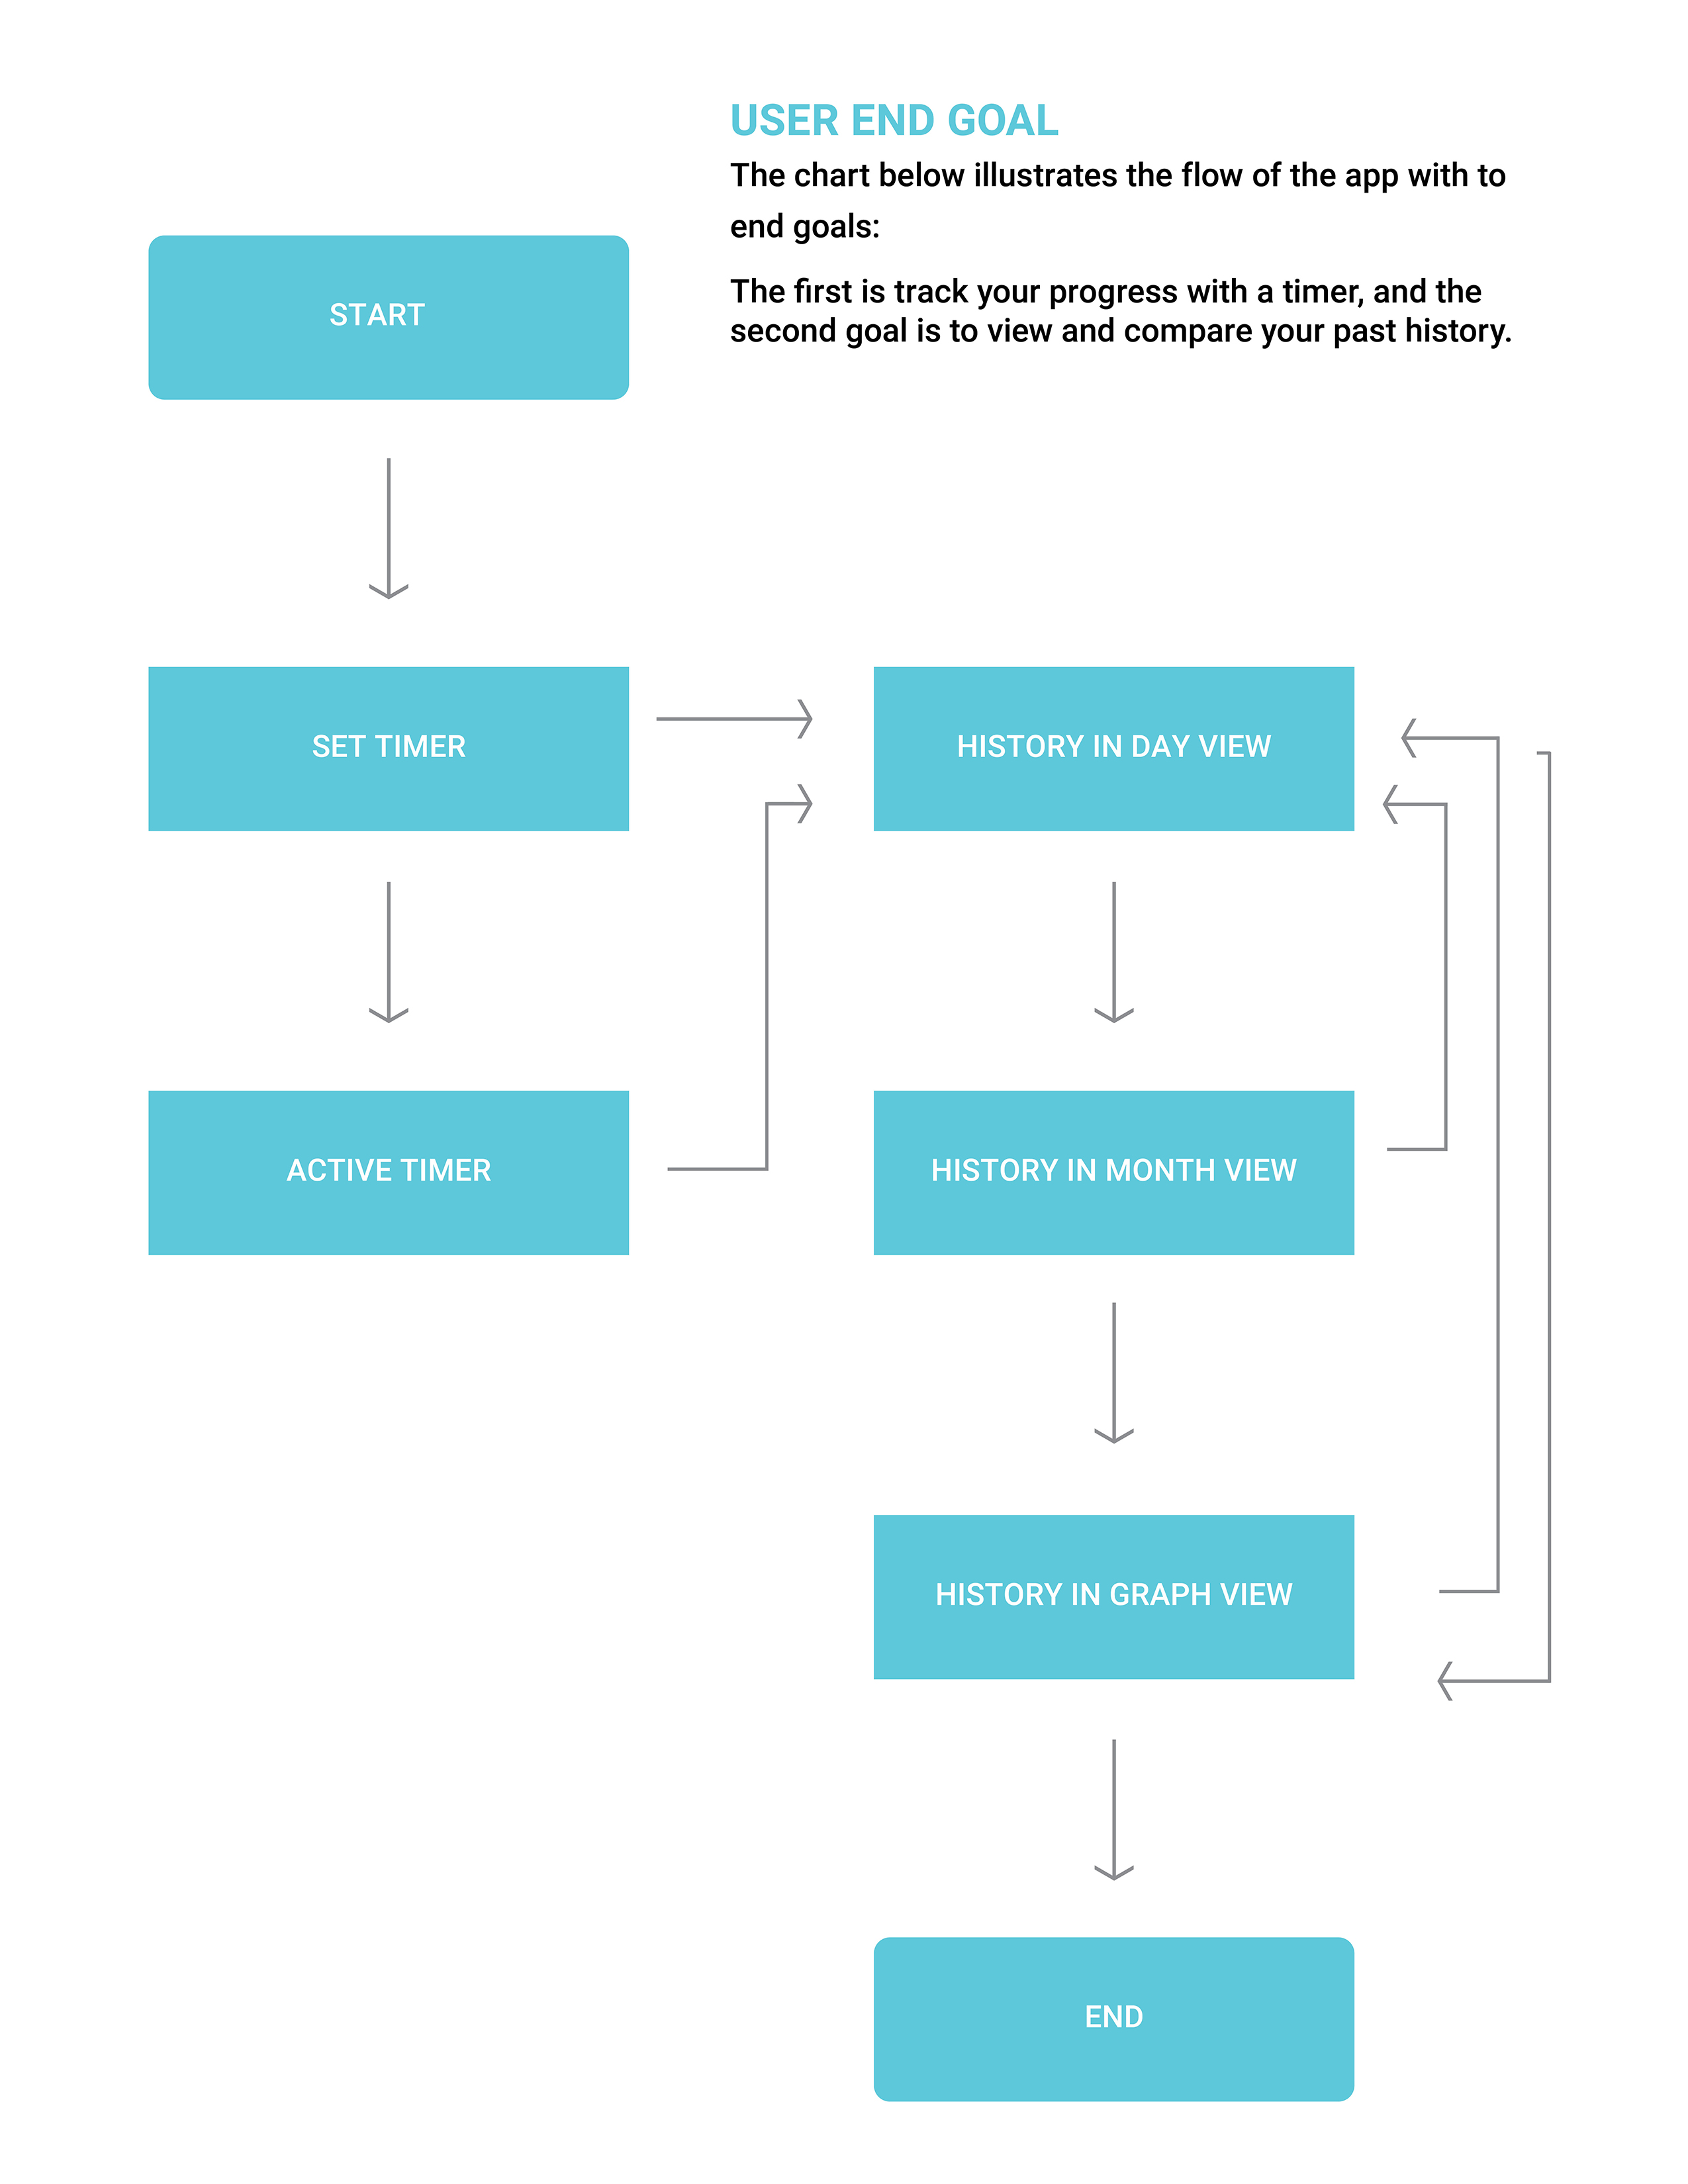 USER END GOAL
The chart below illustrates the flow of the app with to
end goals:
The first is track your progress with a timer, and the
second goal is to view and compare your past history.
START
SET TIMER
HISTORY IN DAY VIEW
ACTIVE TIMER
HISTORY IN MONTH VIEW
HISTORY IN GRAPH VIEW
END